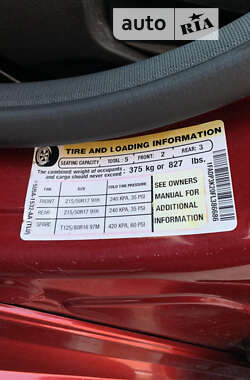 auto RIA
TIRE AND LOADING INFORMATION
SEATING CAPACITY Total: 5 FRONT: 2 REAR: 3
The combined weight of occupants and cargo should never exceed 375 kg or 827 lbs.
SIZE COLD TIRE PRESSURE
FRONT 215/50R17 91H 240 KPA, 35 PSI
REAR 215/50R17 91H 240 KPA, 35 PSI
SPARE T125/80R16 97M 420 KPA, 60 PSI
SEE OWNERS
MANUAL FOR
ADDITIONAL
INFORMATION